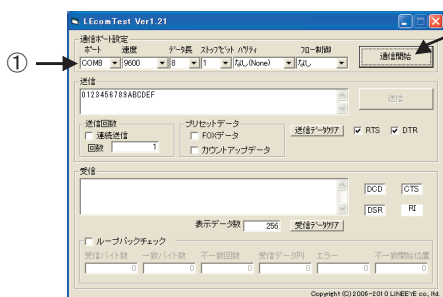 LEcomTest Ver1.21
通信ポート設定
ポート 速度 データ長 ストップビット パリティ フロー制御
① COM8 9600 8 1 なし(None) なし 通信開始
送信
0123456789ABCDEF
送信
送信回数 プリセットデータ 送信データクリア RTS DTR
連続送信 FOXデータ
回数 1 カウントアップデータ
受信
DCD CTS
DSR RI
表示データ数 256 受信データクリア
ループバックチェック
受信バイト数 一致バイト数 不一致回数 受信データ列 エラー 不一致開始位置
0 0 0 0 0 0
Copyright(C)2005-2010 LINEEYE co., ltd.